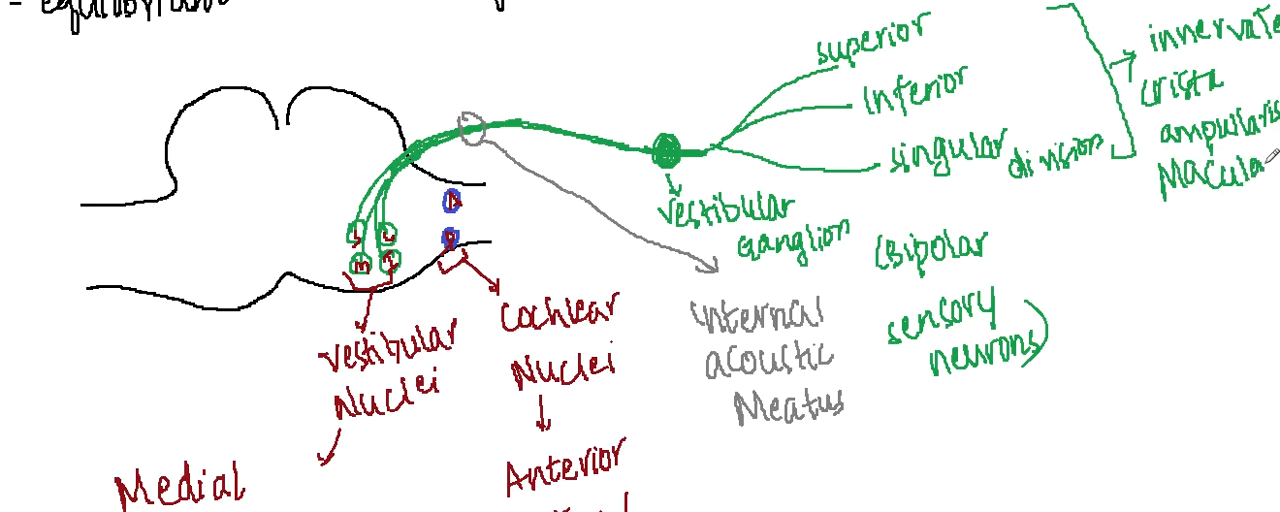 - equilibrium
superior
Inferior
singular division
innervate
crista
ampullaris
Macula
S
L
M
I
A
P
vestibular
ganglion
(bipolar
sensory
neurons)
internal
acoustic
Meatus
vestibular
Nuclei
Cochlear
Nuclei
Medial
Anterior